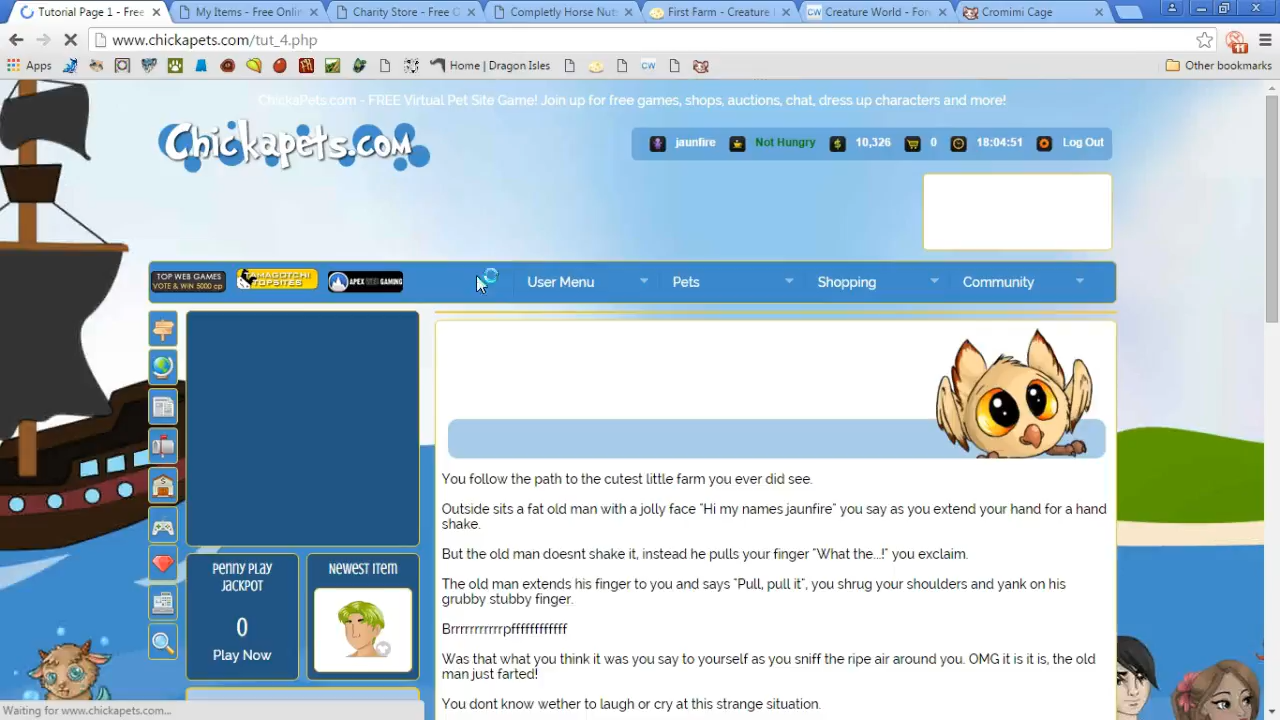 Tutorial Page 1 - Free
My Items - Free Onlin
Charity Store - Free O
Completly Horse Nuts
First Farm - Creature
Creature World - For
Cromimi Cage
www.chickapets.com/tut_4.php
11
Apps
Home | Dragon Isles
CW
Other bookmarks
ChickaPets.com - FREE Virtual Pet Site Game! Join up for free games, shops, auctions, chat, dress up characters and more!
Chickapets.com
jaunfire
Not Hungry
10,326
0
18:04:51
Log Out
TOP WEB GAMES
VOTE & WIN 5000 cp
TAMAGOTCHI
TOPSITES
APEX WEB GAMING
User Menu
Pets
Shopping
Community
You follow the path to the cutest little farm you ever did see.
Outside sits a fat old man with a jolly face "Hi my names jaunfire" you say as you extend your hand for a hand
shake.
But the old man doesnt shake it, instead he pulls your finger "What the...!" you exclaim.
The old man extends his finger to you and says "Pull, pull it", you shrug your shoulders and yank on his
grubby stubby finger.
Brrrrrrrrrrrpffffffffffff
Was that what you think it was you say to yourself as you sniff the ripe air around you. OMG it is it is, the old
man just farted!
You dont know wether to laugh or cry at this strange situation.
Penny Play
Jackpot
0
Play Now
Newest Item
Waiting for www.chickapets.com...